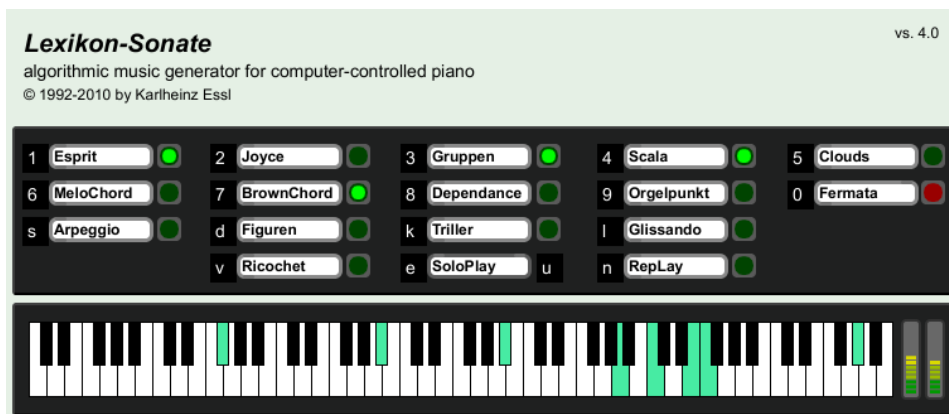 Lexikon-Sonate
vs. 4.0
algorithmic music generator for computer-controlled piano
© 1992-2010 by Karlheinz Essl
1 Esprit 2 Joyce 3 Gruppen 4 Scala 5 Clouds
6 MeloChord 7 BrownChord 8 Dependance 9 Orgelpunkt 0 Fermata
s Arpeggio d Figuren k Triller l Glissando
v Ricochet e SoloPlay u n RepLay